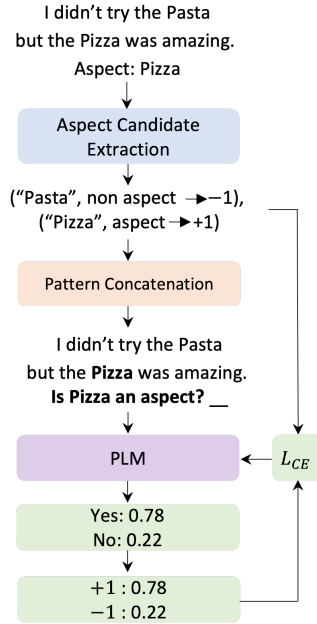 I didn't try the Pasta
but the Pizza was amazing.
Aspect: Pizza
Aspect Candidate
Extraction
("Pasta", non aspect → −1),
("Pizza", aspect → +1)
Pattern Concatenation
I didn't try the Pasta
but the Pizza was amazing.
Is Pizza an aspect? __
PLM
L_CE
Yes: 0.78
No: 0.22
+1 : 0.78
−1 : 0.22